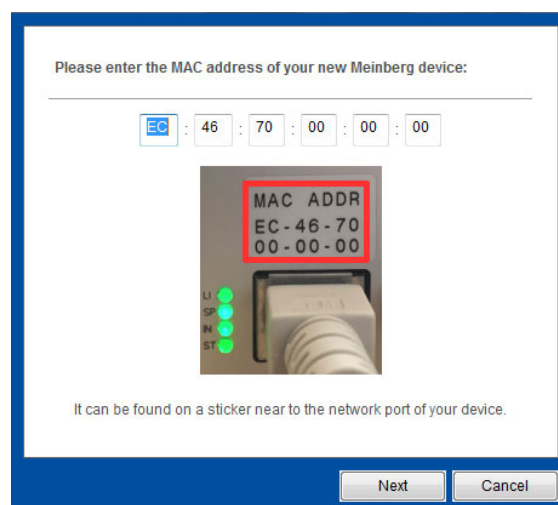 Please enter the MAC address of your new Meinberg device:
EC : 46 : 70 : 00 : 00 : 00
MAC ADDR
EC-46-70
00-00-00
LI
SP
IN
ST
It can be found on a sticker near to the network port of your device.
Next Cancel